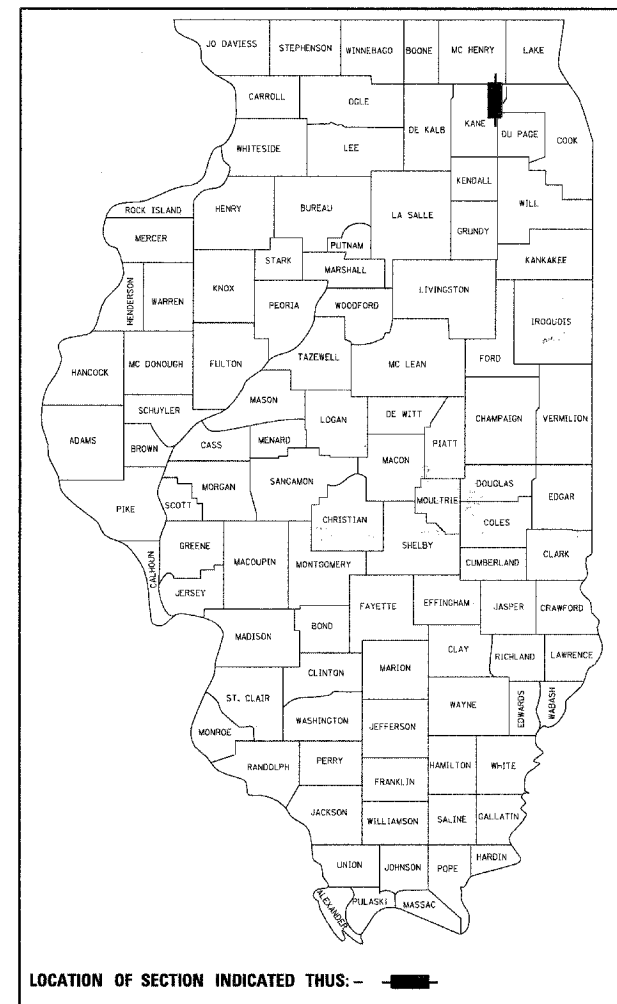 JO DAVIESS STEPHENSON WINNEBAGO BOONE MC HENRY LAKE
CARROLL OGLE DE KALB KANE DU PAGE COOK
WHITESIDE LEE
KENDALL WILL
ROCK ISLAND HENRY BUREAU LA SALLE GRUNDY
MERCER PUTNAM KANKAKEE
STARK MARSHALL
HENDERSON WARREN KNOX PEORIA WOODFORD LIVINGSTON IROQUOIS
HANCOCK MC DONOUGH FULTON TAZEWELL MC LEAN FORD
SCHUYLER MASON
ADAMS BROWN CASS MENARD LOGAN DE WITT PIATT CHAMPAIGN VERMILION
MACON
PIKE SCOTT MORGAN SANGAMON CHRISTIAN MOULTRIE DOUGLAS EDGAR
COLES
CALHOUN GREENE MACOUPIN MONTGOMERY SHELBY CUMBERLAND CLARK
JERSEY FAYETTE EFFINGHAM JASPER CRAWFORD
MADISON BOND
CLAY RICHLAND LAWRENCE
CLINTON MARION
ST. CLAIR WAYNE EDWARDS WABASH
WASHINGTON JEFFERSON
MONROE
RANDOLPH PERRY HAMILTON WHITE
FRANKLIN
JACKSON WILLIAMSON SALINE GALLATIN
UNION JOHNSON POPE HARDIN
ALEXANDER PULASKI MASSAC
LOCATION OF SECTION INDICATED THUS: -